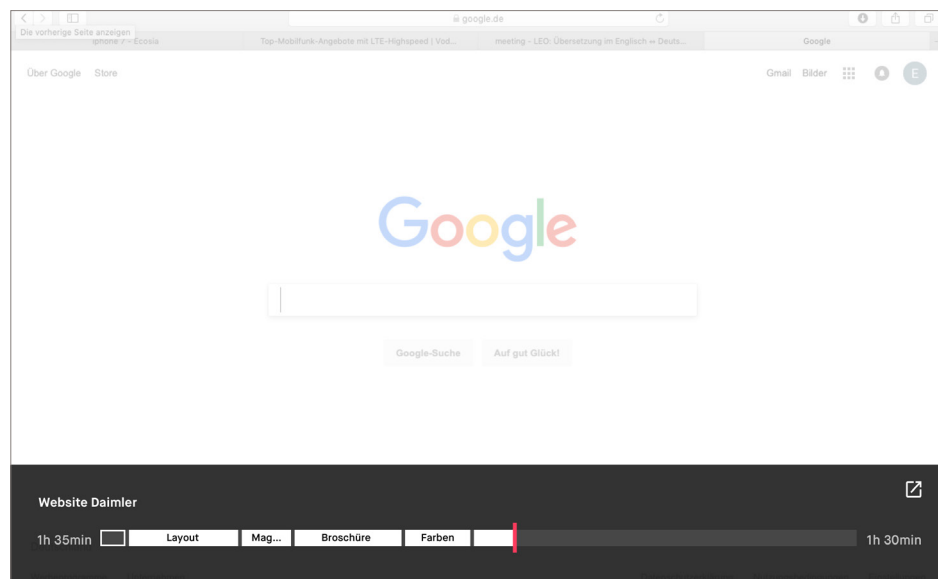 google.de
Die vorherige Seite anzeigen
iphone 7 - Ecosia
Top-Mobilfunk-Angebote mit LTE-Highspeed | Vod...
meeting - LEO: Übersetzung im Englisch ⇔ Deuts...
Google
Über Google Store
Gmail Bilder
E
Google
Google-Suche Auf gut Glück!
Website Daimler
1h 35min Layout Mag... Broschüre Farben 1h 30min